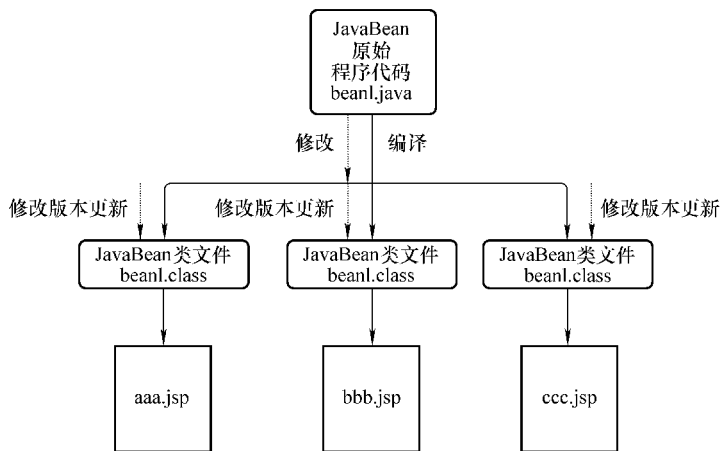 JavaBean
原始
程序代码
beanl.java
修改
编译
修改版本更新
修改版本更新
修改版本更新
JavaBean类文件
beanl.class
JavaBean类文件
beanl.class
JavaBean类文件
beanl.class
aaa.jsp
bbb.jsp
ccc.jsp